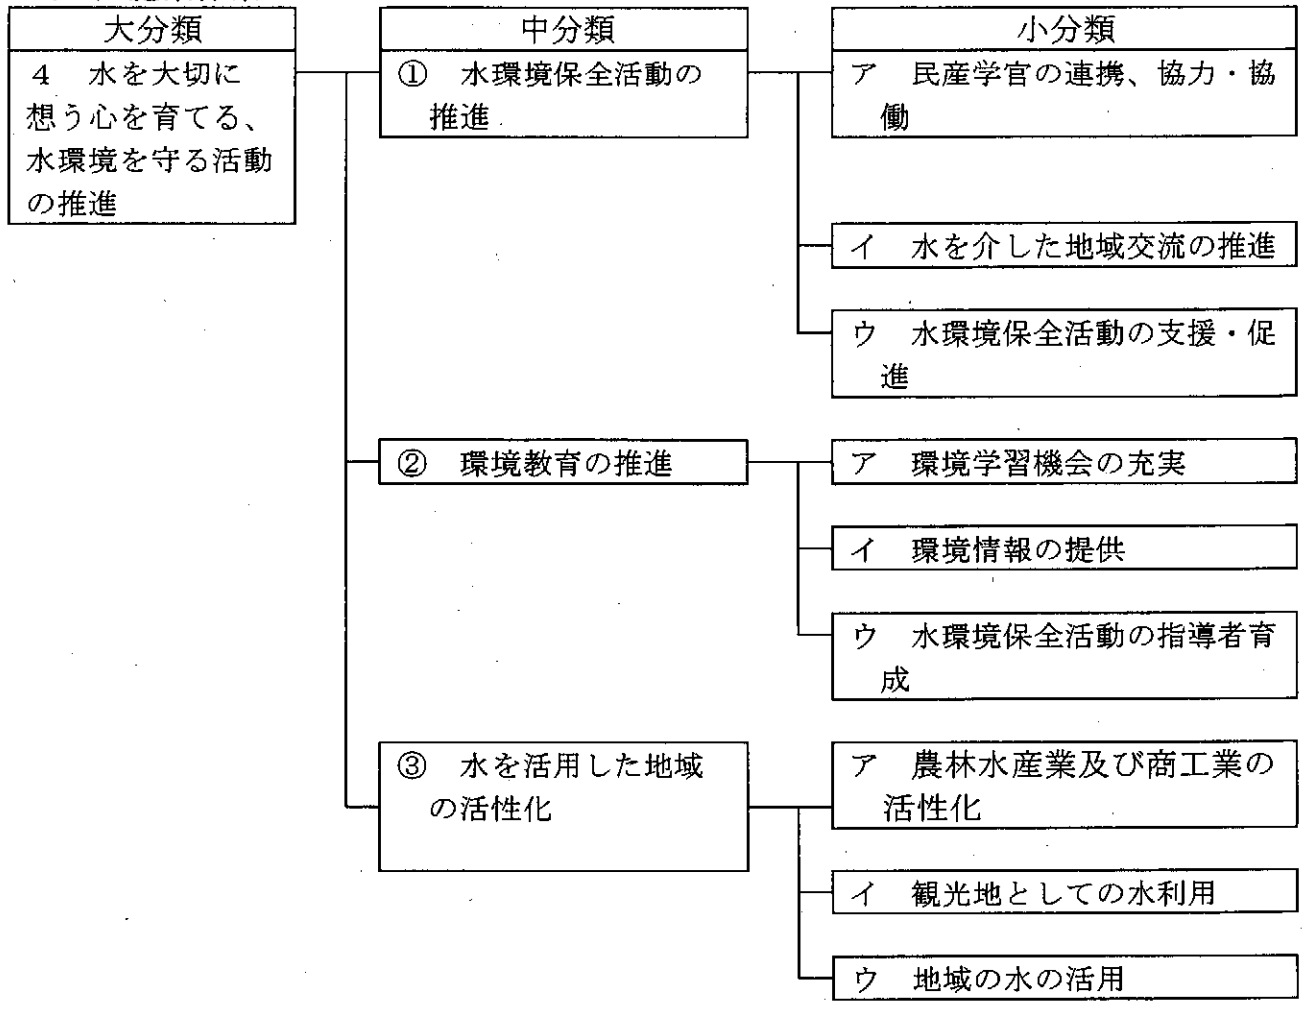 大分類
中分類
小分類
4 水を大切に
想う心を育てる、
水環境を守る活動
の推進
① 水環境保全活動の
推進
ア 民産学官の連携、協力・協
働
イ 水を介した地域交流の推進
ウ 水環境保全活動の支援・促
進
② 環境教育の推進
ア 環境学習機会の充実
イ 環境情報の提供
ウ 水環境保全活動の指導者育
成
③ 水を活用した地域
の活性化
ア 農林水産業及び商工業の
活性化
イ 観光地としての水利用
ウ 地域の水の活用